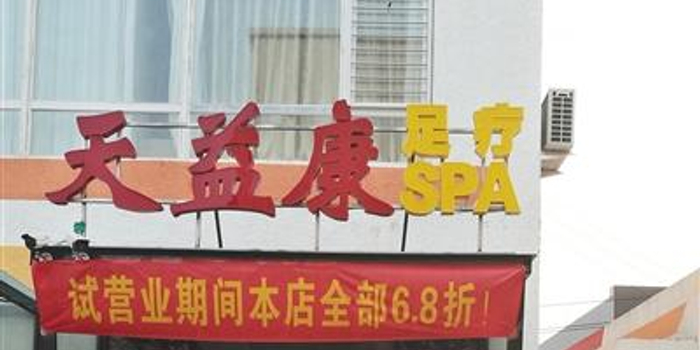 天益康 足疗
SPA
试营业期间本店全部6.8折！